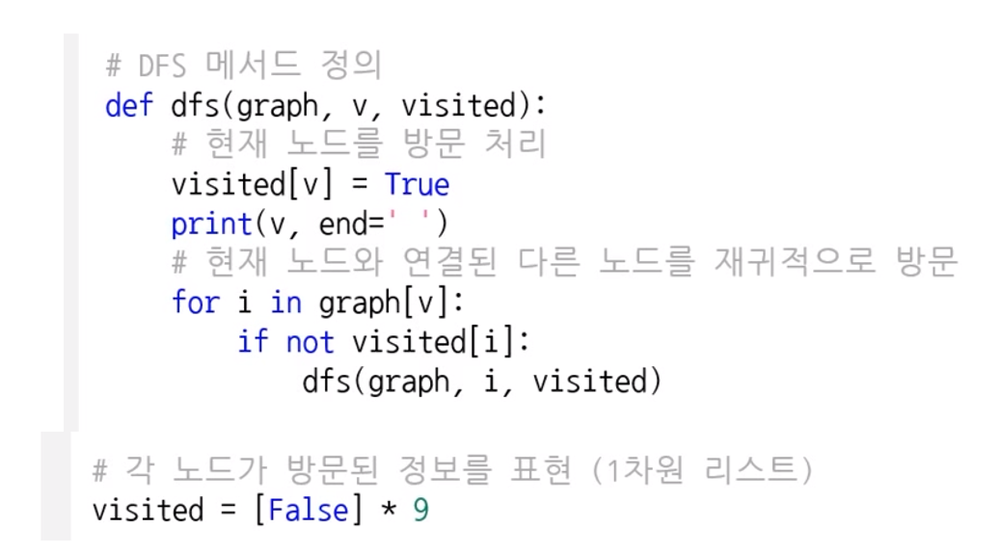 # DFS 메서드 정의
def dfs(graph, v, visited):
    # 현재 노드를 방문 처리
    visited[v] = True
    print(v, end=' ')
    # 현재 노드와 연결된 다른 노드를 재귀적으로 방문
    for i in graph[v]:
        if not visited[i]:
            dfs(graph, i, visited)
# 각 노드가 방문된 정보를 표현 (1차원 리스트)
visited = [False] * 9